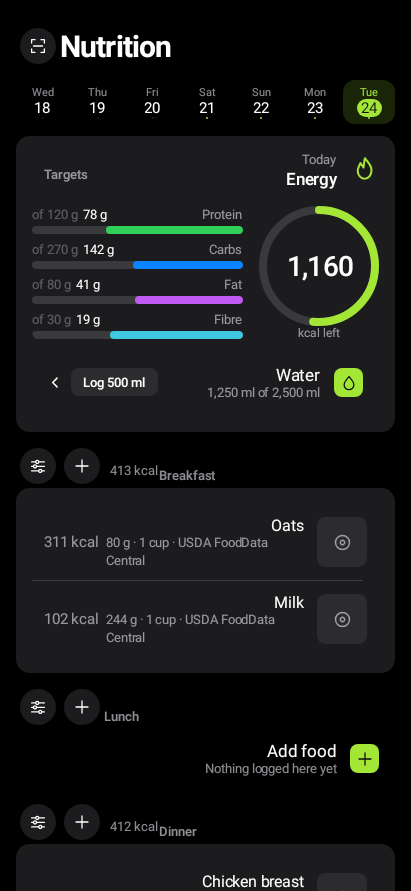 Nutrition
Wed Thu Fri Sat Sun Mon Tue
18 19 20 21 22 23 24
Today
Targets
Energy
of 120 g 78 g Protein
of 270 g 142 g Carbs
of 80 g 41 g Fat
of 30 g 19 g Fibre
1,160
kcal left
Water
Log 500 ml
1,250 ml of 2,500 ml
413 kcal Breakfast
Oats
311 kcal 80 g · 1 cup · USDA FoodData
Central
Milk
102 kcal 244 g · 1 cup · USDA FoodData
Central
Lunch
Add food
Nothing logged here yet
412 kcal Dinner
Chicken breast